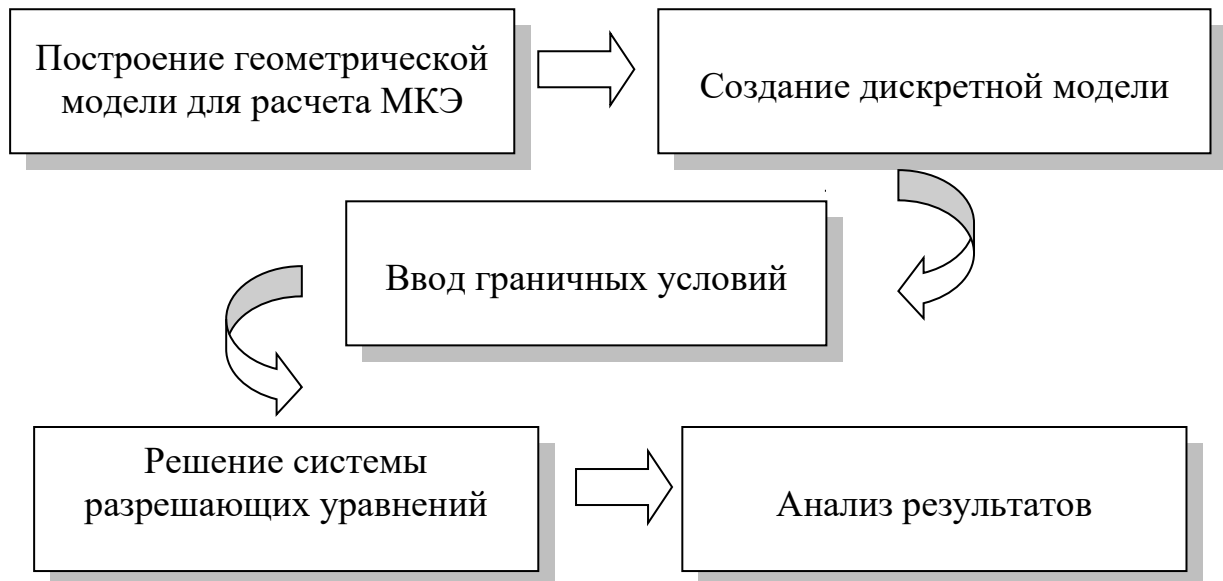 Построение геометрической
модели для расчета МКЭ
Создание дискретной модели
Ввод граничных условий
Решение системы
разрешающих уравнений
Анализ результатов